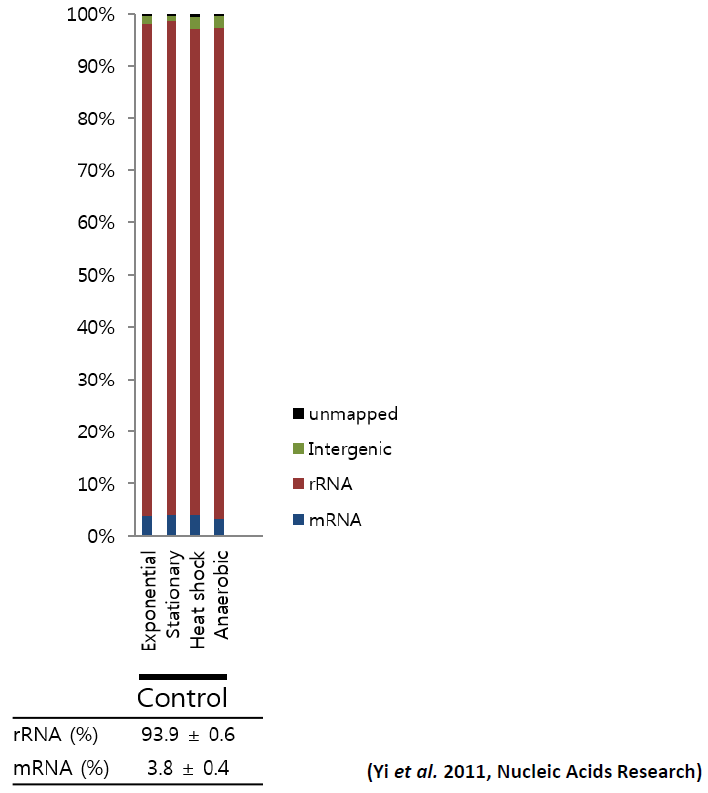 100%
90%
80%
70%
60%
50%
40%
30%
20%
10%
0%
unmapped
Intergenic
rRNA
mRNA
Exponential
Stationary
Heat shock
Anaerobic
Control
rRNA (%) 93.9 ± 0.6
mRNA (%) 3.8 ± 0.4
(Yi et al. 2011, Nucleic Acids Research)